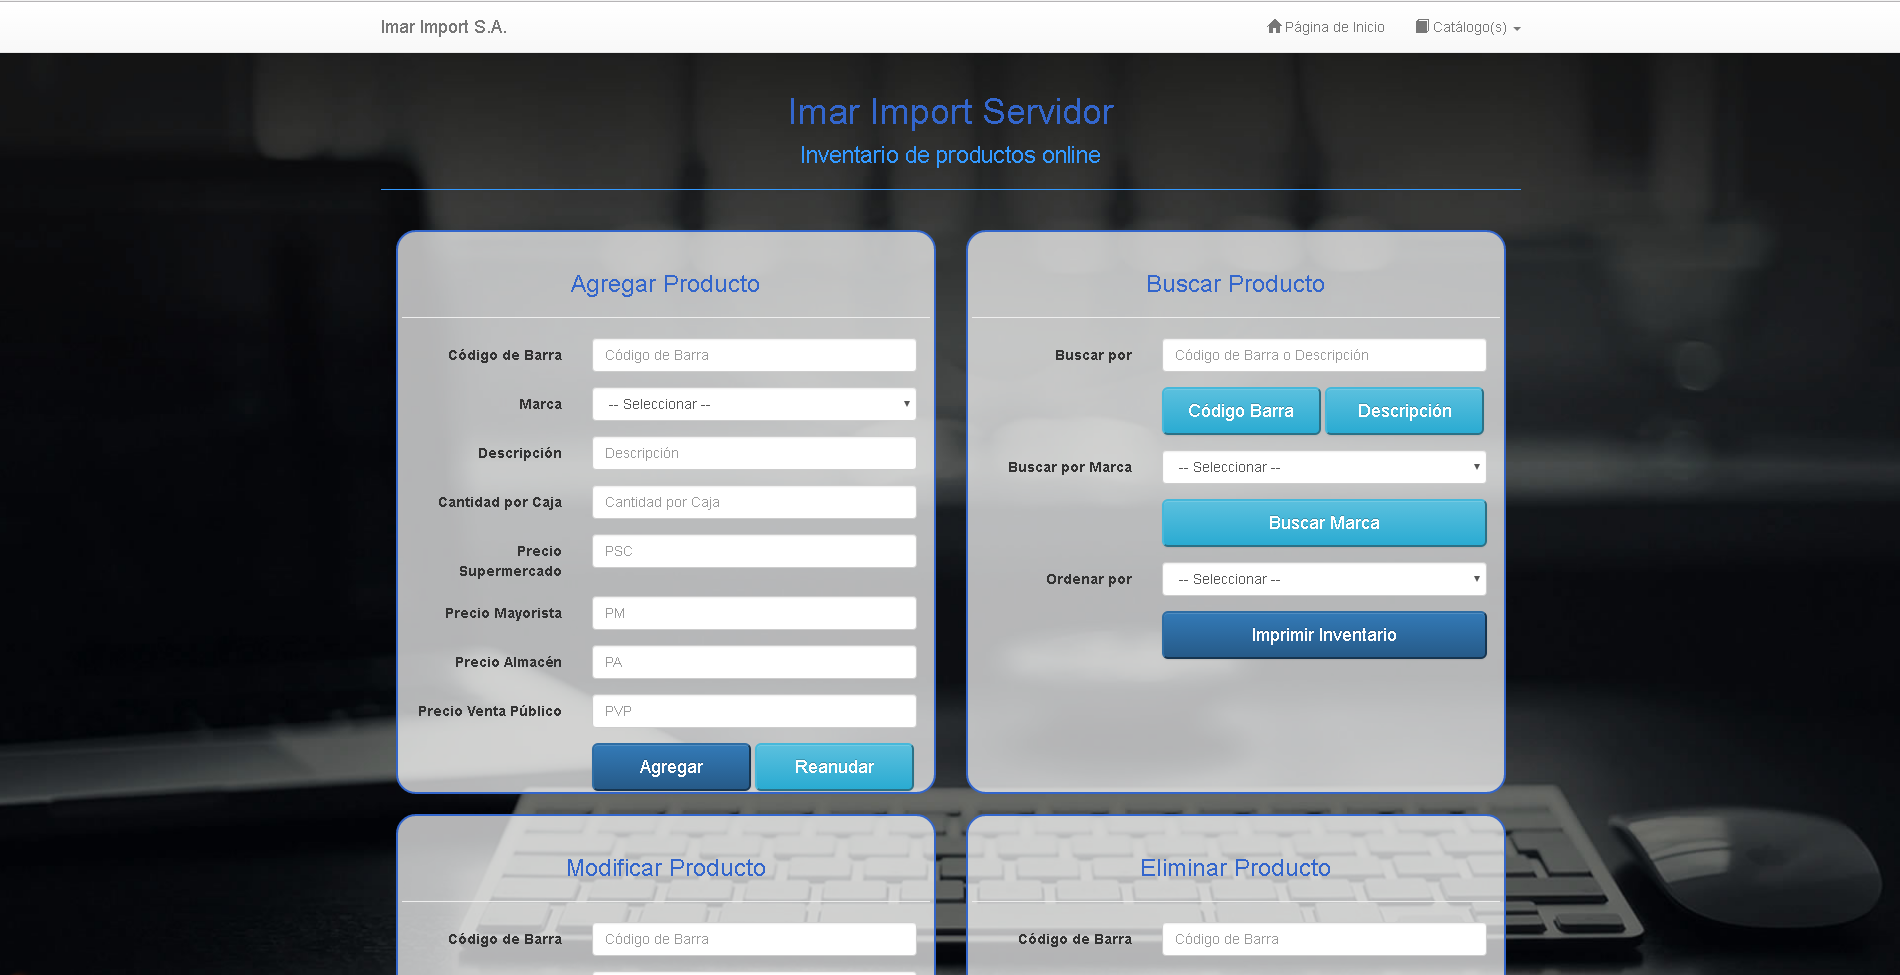 Imar Import S.A.
Página de Inicio
Catálogo(s)
Imar Import Servidor
Inventario de productos online
Agregar Producto
Código de Barra
Código de Barra
Marca
-- Seleccionar --
Descripción
Descripción
Cantidad por Caja
Cantidad por Caja
Precio
Supermercado
PSC
Precio Mayorista
PM
Precio Almacén
PA
Precio Venta Público
PVP
Agregar
Reanudar
Buscar Producto
Buscar por
Código de Barra o Descripción
Código Barra
Descripción
Buscar por Marca
-- Seleccionar --
Buscar Marca
Ordenar por
-- Seleccionar --
Imprimir Inventario
Modificar Producto
Código de Barra
Código de Barra
Eliminar Producto
Código de Barra
Código de Barra